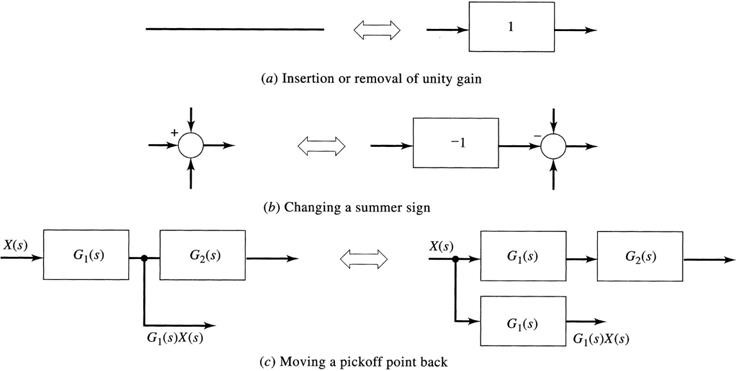 1
(a) Insertion or removal of unity gain
+
−1
−
(b) Changing a summer sign
X(s)
G₁(s)
G₂(s)
G₁(s)X(s)
X(s)
G₁(s)
G₂(s)
G₁(s)
G₁(s)X(s)
(c) Moving a pickoff point back